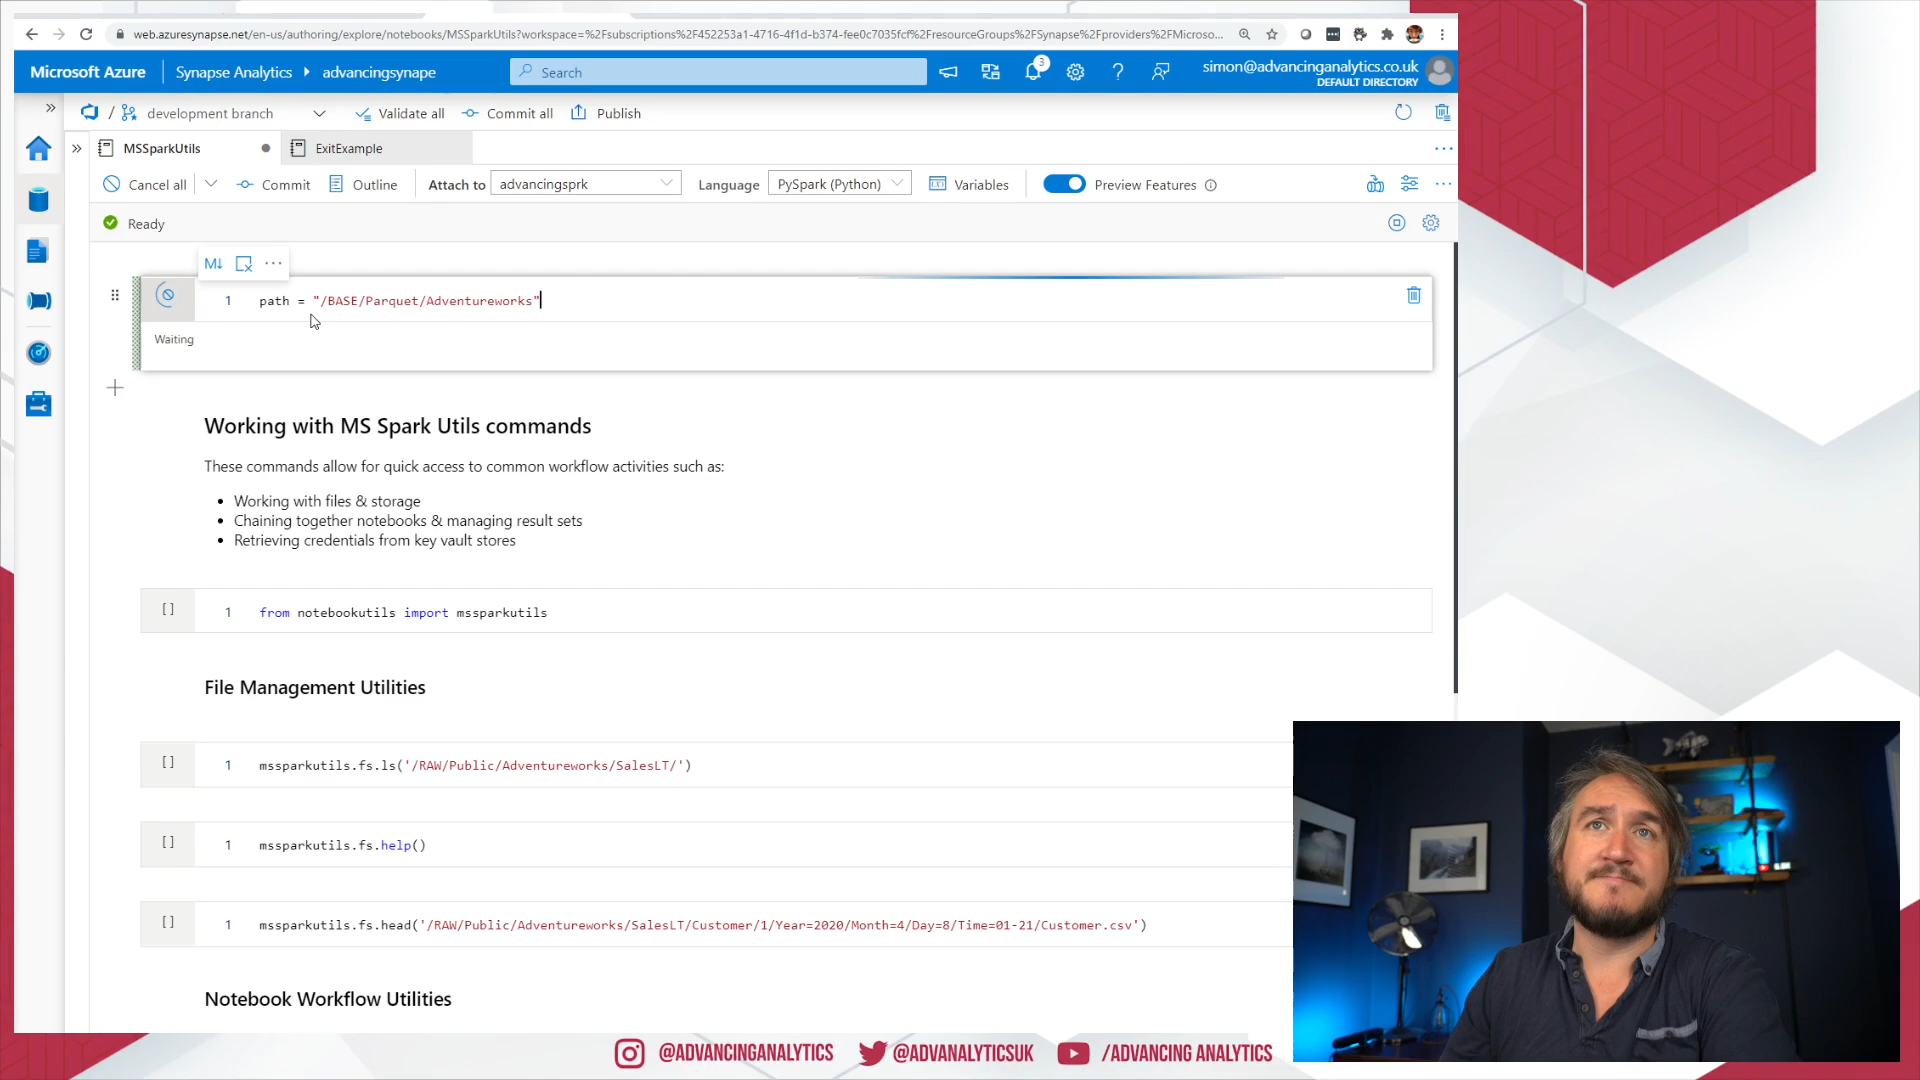 web.azuresynapse.net/en-us/authoring/explore/notebooks/MSSparkUtils?workspace=%2Fsubscriptions%2F452253a1-4716-4f1d-b374-fee0c7035fcf%2FresourceGroups%2FSynapse%2Fproviders%2FMicroso...
Microsoft Azure
Synapse Analytics
advancingsynape
Search
3
simon@advancinganalytics.co.uk
DEFAULT DIRECTORY
/ development branch
Validate all
Commit all
Publish
MSSparkUtils
ExitExample
Cancel all
Commit
Outline
Attach to
advancingsprk
Language
PySpark (Python)
Variables
Preview Features
Ready
M↓
1 path = "/BASE/Parquet/Adventureworks"
Waiting
Working with MS Spark Utils commands
These commands allow for quick access to common workflow activities such as:
• Working with files & storage
• Chaining together notebooks & managing result sets
• Retrieving credentials from key vault stores
[ ] 1 from notebookutils import mssparkutils
File Management Utilities
[ ] 1 mssparkutils.fs.ls('/RAW/Public/Adventureworks/SalesLT/')
[ ] 1 mssparkutils.fs.help()
[ ] 1 mssparkutils.fs.head('/RAW/Public/Adventureworks/SalesLT/Customer/1/Year=2020/Month=4/Day=8/Time=01-21/Customer.csv')
Notebook Workflow Utilities
@ADVANCINGANALYTICS
@ADVANALYTICSUK
/ADVANCING ANALYTICS